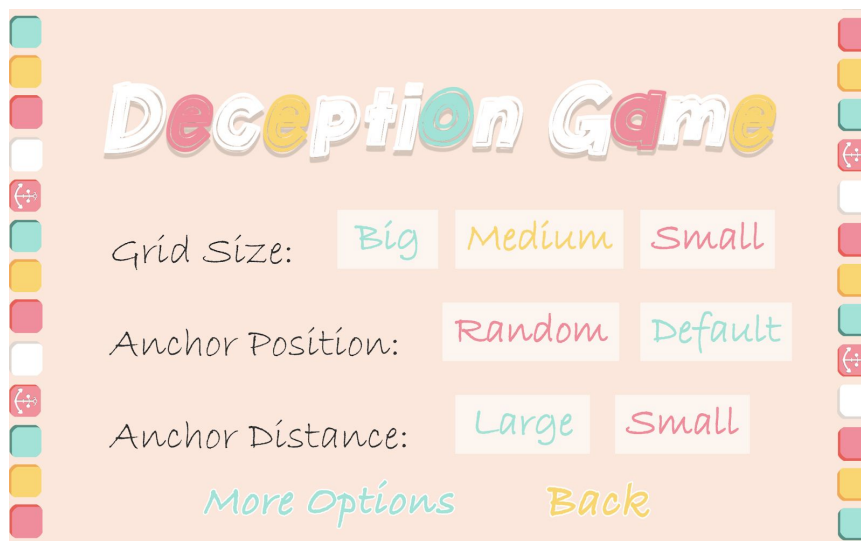 Deception Game
Grid Size: Big Medium Small
Anchor Position: Random Default
Anchor Distance: Large Small
More Options Back